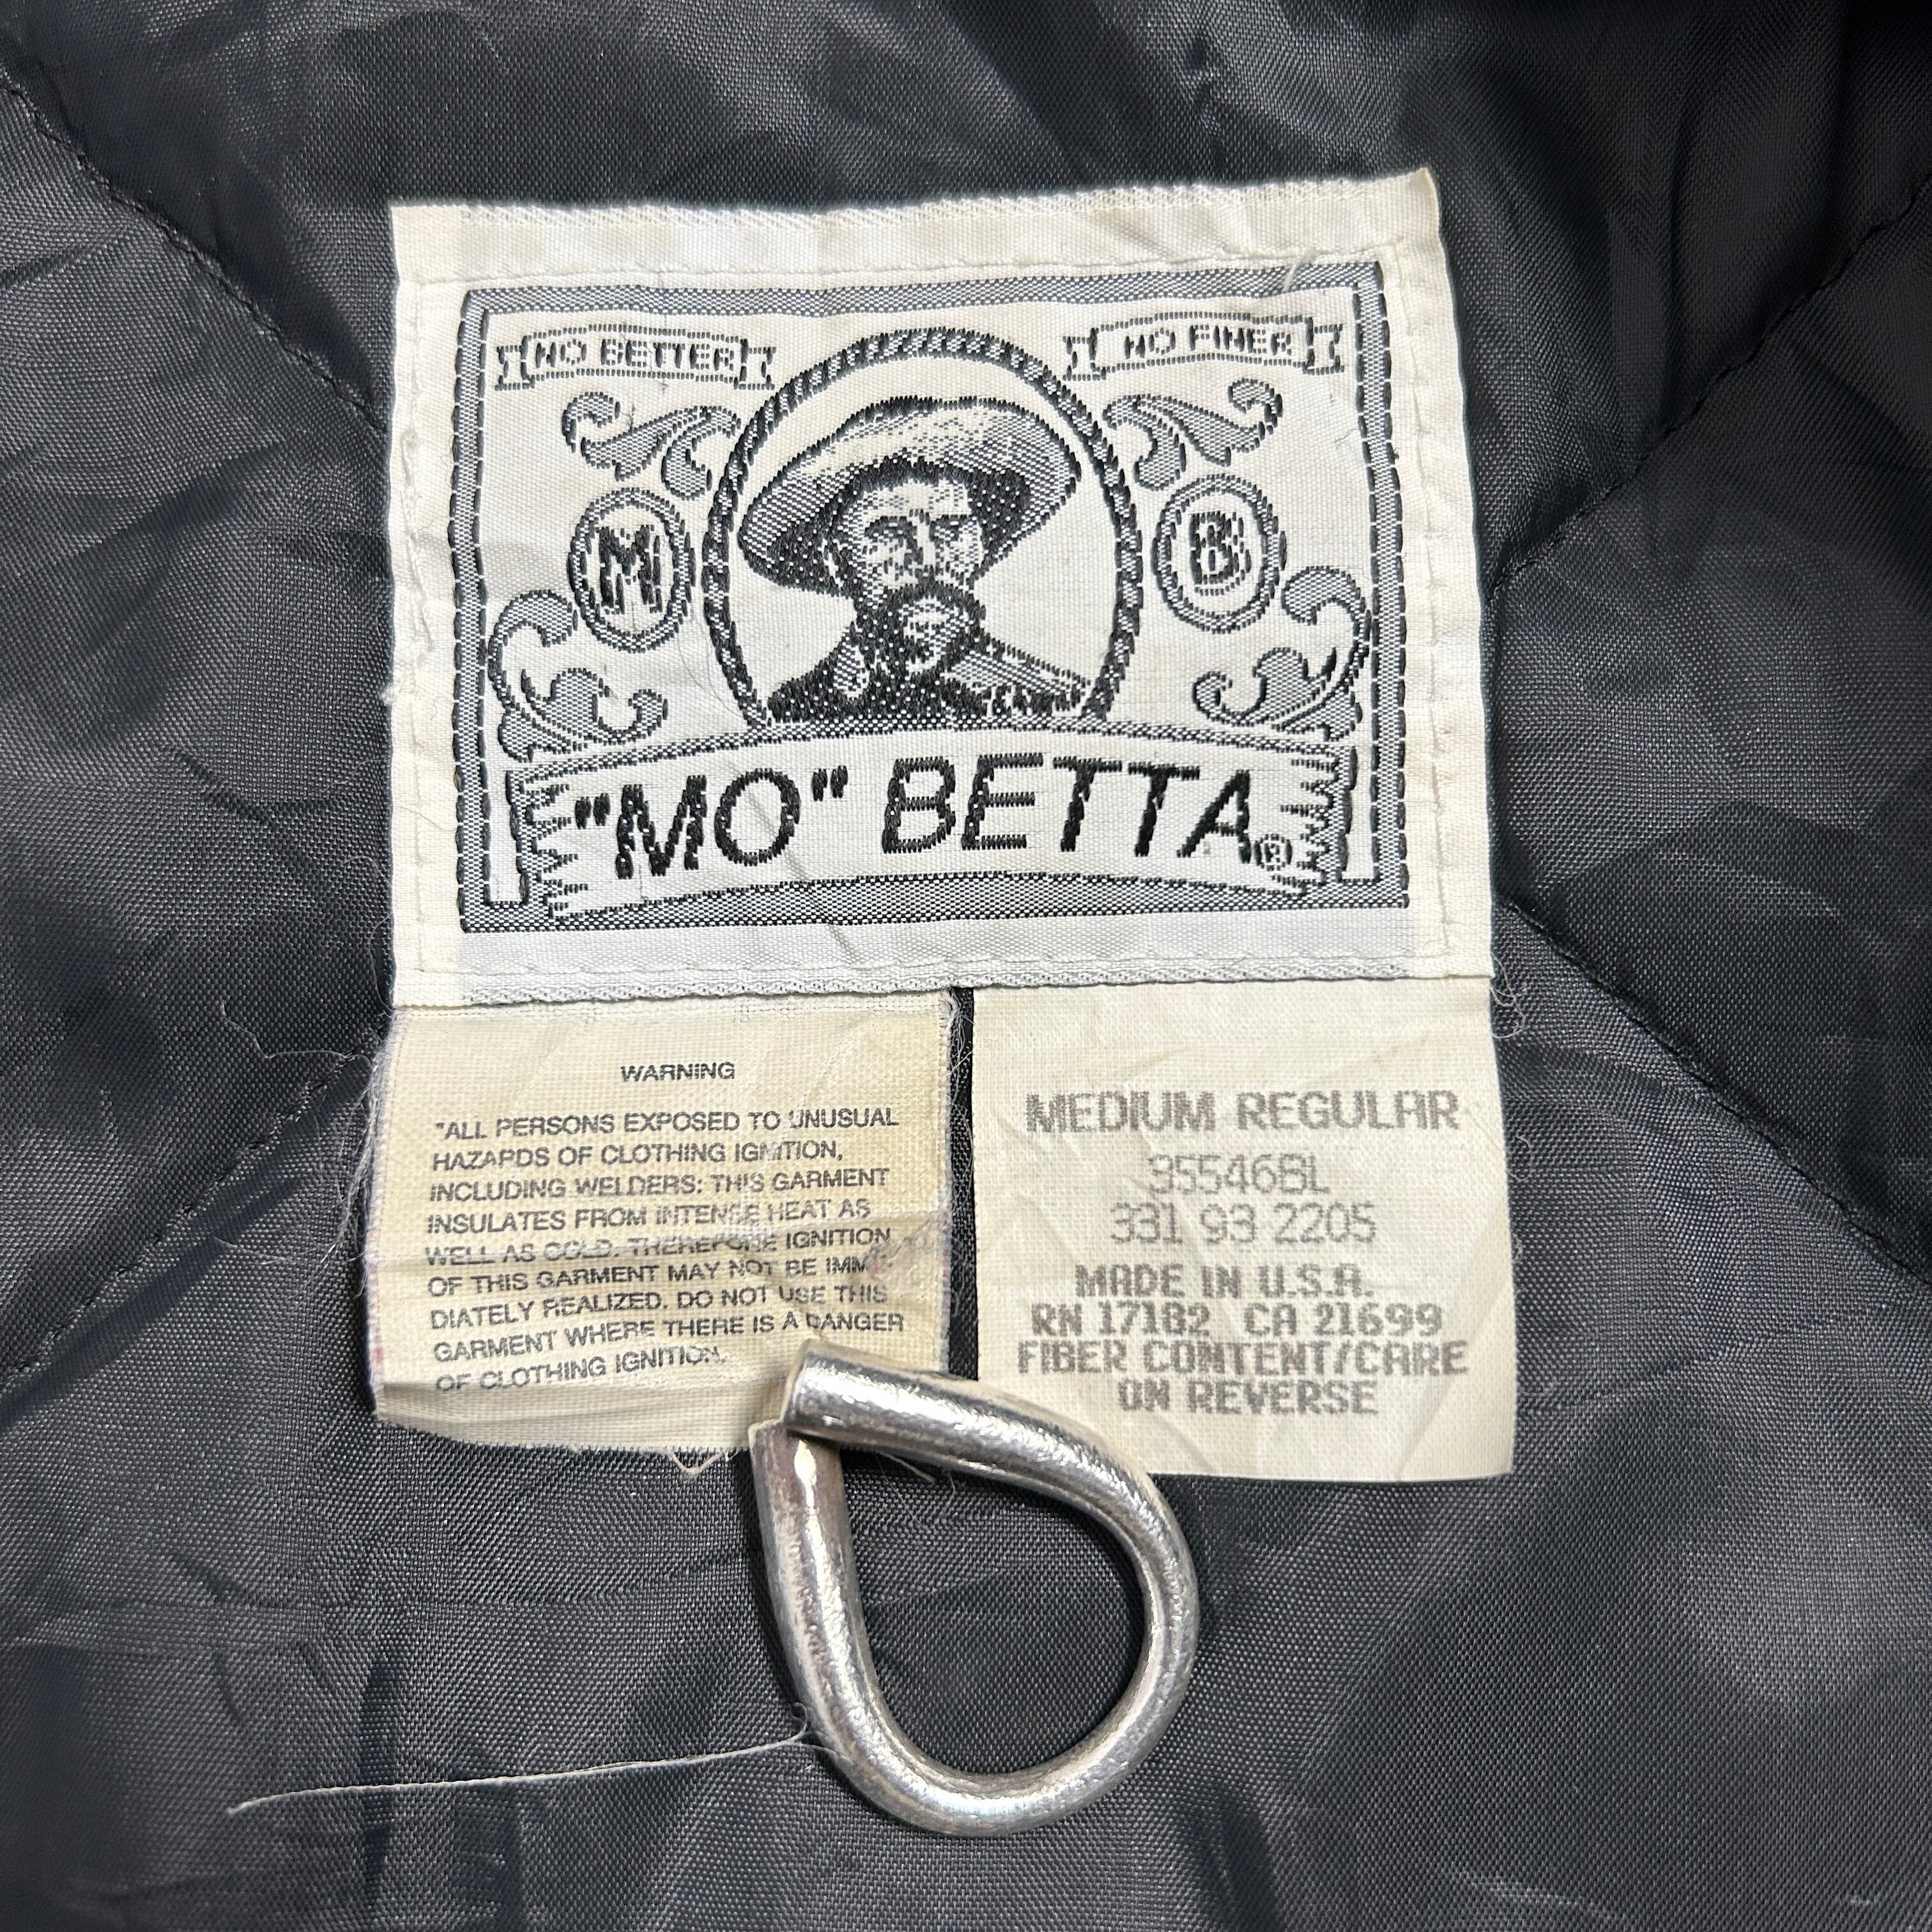 NO BETTER
NO FINER
M
B
"MO" BETTA®
WARNING
"ALL PERSONS EXPOSED TO UNUSUAL
HAZARDS OF CLOTHING IGNITION,
INCLUDING WELDERS: THIS GARMENT
INSULATES FROM INTENSE HEAT AS
WELL AS COLD. THEREFORE IGNITION
OF THIS GARMENT MAY NOT BE IMME-
DIATELY REALIZED. DO NOT USE THIS
GARMENT WHERE THERE IS A DANGER
OF CLOTHING IGNITION.
MEDIUM REGULAR
95546BL
331 93 2205
MADE IN U.S.A.
RN 17182 CA 21699
FIBER CONTENT/CARE
ON REVERSE